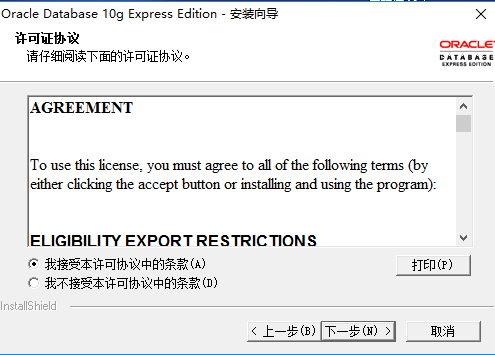 Oracle Database 10g Express Edition - 安装向导
许可证协议
请仔细阅读下面的许可证协议。
ORACLE
DATABASE
EXPRESS EDITION
AGREEMENT
To use this license, you must agree to all of the following terms (by
either clicking the accept button or installing and using the program):
ELIGIBILITY EXPORT RESTRICTIONS
我接受本许可协议中的条款(A)
打印(P)
我不接受本许可协议中的条款(D)
InstallShield
< 上一步(B)
下一步(N) >
取消